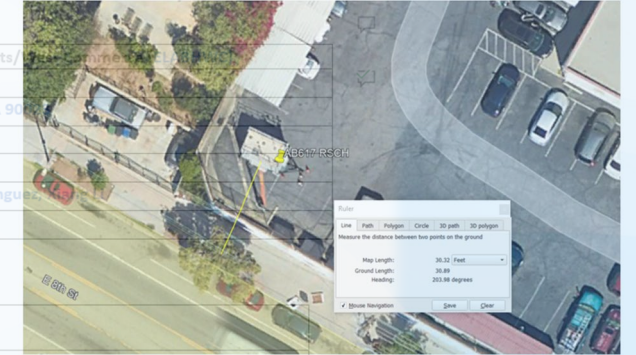 AB617-RSCH
E 8th St
Ruler
Line Path Polygon Circle 3D path 3D polygon
Measure the distance between two points on the ground
Map Length: 30.32 Feet
Ground Length: 30.89
Heading: 203.98 degrees
Mouse Navigation Save Clear